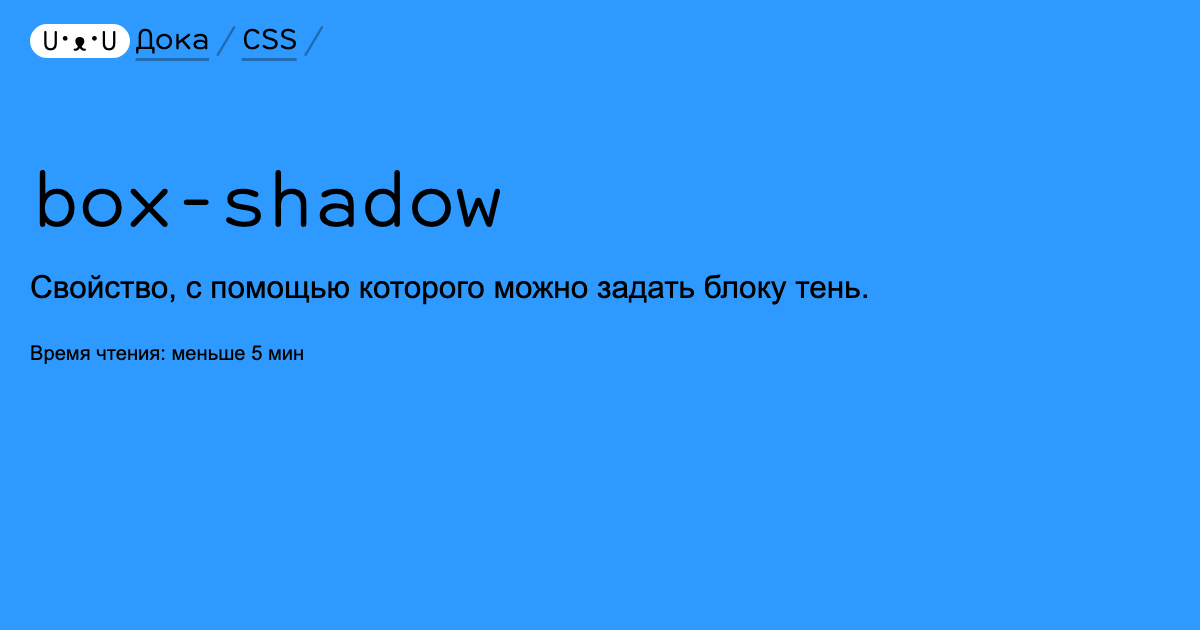 U•ᴥ•U Дока / CSS /
box-shadow
Свойство, с помощью которого можно задать блоку тень.
Время чтения: меньше 5 мин